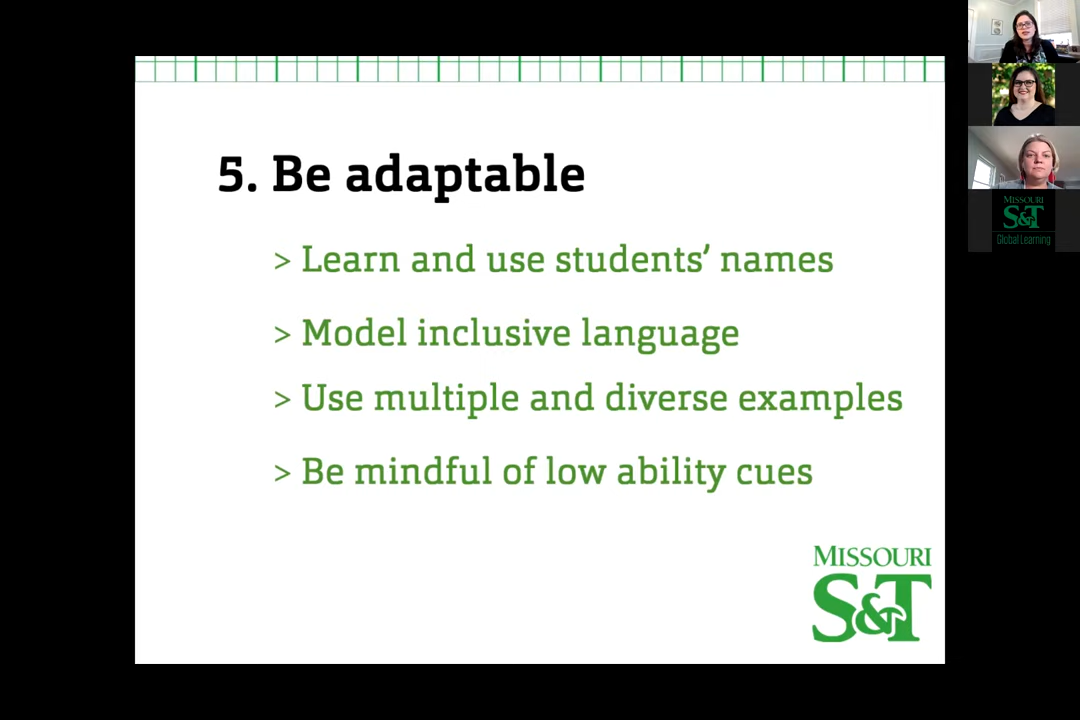 5. Be adaptable
> Learn and use students’ names
> Model inclusive language
> Use multiple and diverse examples
> Be mindful of low ability cues
MISSOURI
S&T
MISSOURI
S&T
Global Learning